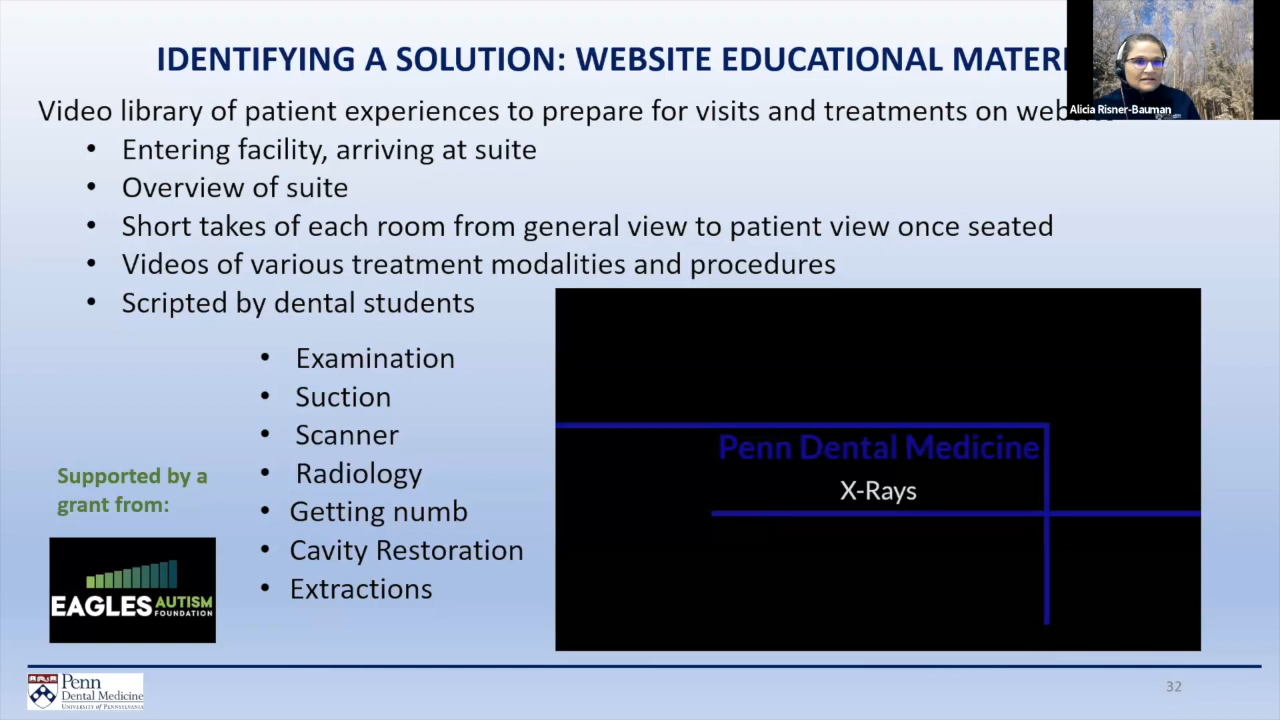 IDENTIFYING A SOLUTION: WEBSITE EDUCATIONAL
Alicia Risner-Bauman
Video library of patient experiences to prepare for visits and treatments on
• Entering facility, arriving at suite
• Overview of suite
• Short takes of each room from general view to patient view once seated
• Videos of various treatment modalities and procedures
• Scripted by dental students
• Examination
• Suction
• Scanner
• Radiology
• Getting numb
• Cavity Restoration
• Extractions
Supported by a
grant from:
EAGLES AUTISM
FOUNDATION
Penn Dental Medicine
X-Rays
Penn
Dental Medicine
UNIVERSITY of PENNSYLVANIA
32